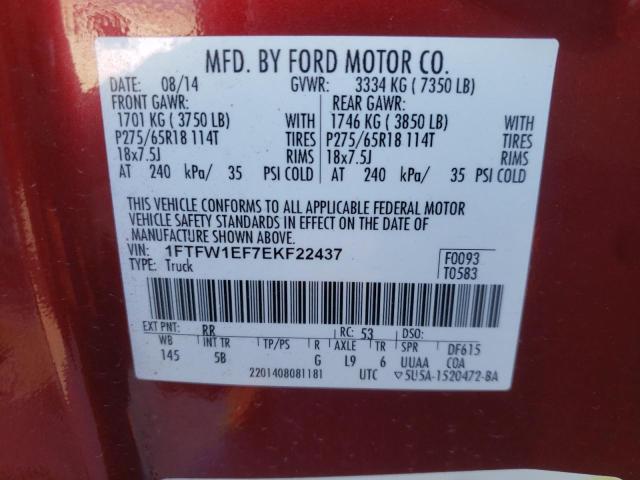 MFD. BY FORD MOTOR CO.
DATE: 08/14 GVWR: 3334 KG ( 7350 LB)
FRONT GAWR: REAR GAWR:
1701 KG ( 3750 LB) WITH 1746 KG ( 3850 LB) WITH
P275/65R18 114T TIRES P275/65R18 114T TIRES
18x7.5J RIMS 18x7.5J RIMS
AT 240 kPa/ 35 PSI COLD AT 240 kPa/ 35 PSI COLD
THIS VEHICLE CONFORMS TO ALL APPLICABLE FEDERAL MOTOR
VEHICLE SAFETY STANDARDS IN EFFECT ON THE DATE OF
MANUFACTURE SHOWN ABOVE.
VIN: 1FTFW1EF7EKF22437 F0093
TYPE: Truck T0583
EXT PNT: RR RC: 53 DSO:
WB INT TR TP/PS R AXLE TR SPR DF615
145 5B G L9 6 UUAA COA
2201408081181 UTC 5U5A-1520472-BA